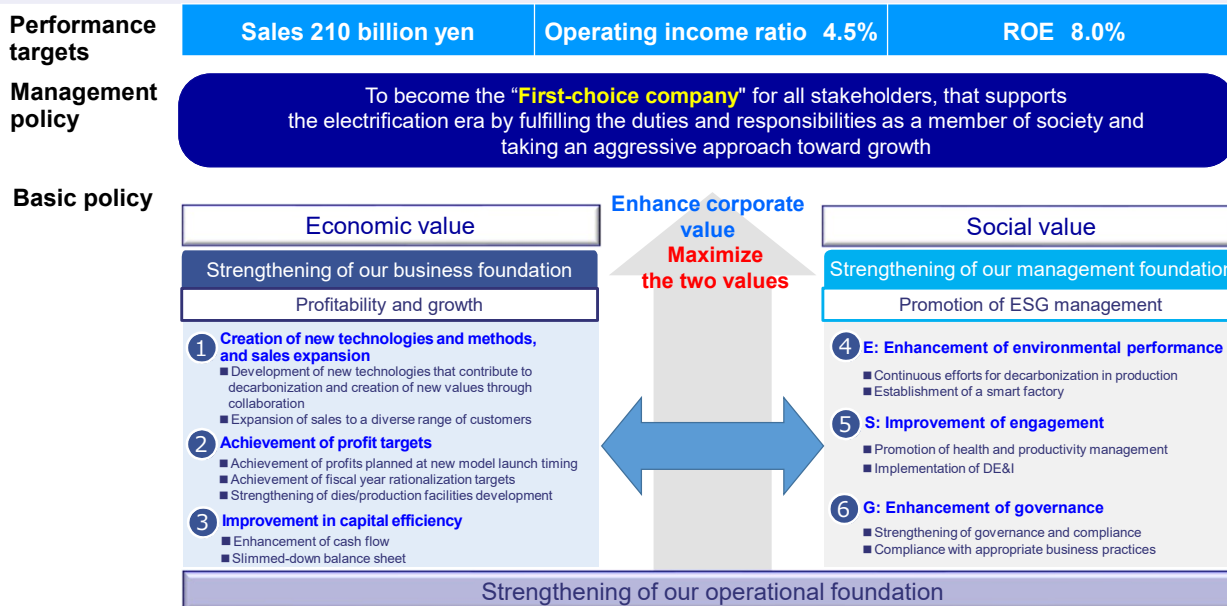 Performance
targets
Sales 210 billion yen
Operating income ratio 4.5%
ROE 8.0%
Management
policy
To become the “First-choice company" for all stakeholders, that supports
the electrification era by fulfilling the duties and responsibilities as a member of society and
taking an aggressive approach toward growth
Basic policy
Enhance corporate
value
Maximize
the two values
Economic value
Strengthening of our business foundation
Profitability and growth
1 Creation of new technologies and methods,
and sales expansion
■ Development of new technologies that contribute to
decarbonization and creation of new values through
collaboration
■ Expansion of sales to a diverse range of customers
2 Achievement of profit targets
■ Achievement of profits planned at new model launch timing
■ Achievement of fiscal year rationalization targets
■ Strengthening of dies/production facilities development
3 Improvement in capital efficiency
■ Enhancement of cash flow
■ Slimmed-down balance sheet
Social value
Strengthening of our management foundation
Promotion of ESG management
4 E: Enhancement of environmental performance
■ Continuous efforts for decarbonization in production
■ Establishment of a smart factory
5 S: Improvement of engagement
■ Promotion of health and productivity management
■ Implementation of DE&I
6 G: Enhancement of governance
■ Strengthening of governance and compliance
■ Compliance with appropriate business practices
Strengthening of our operational foundation